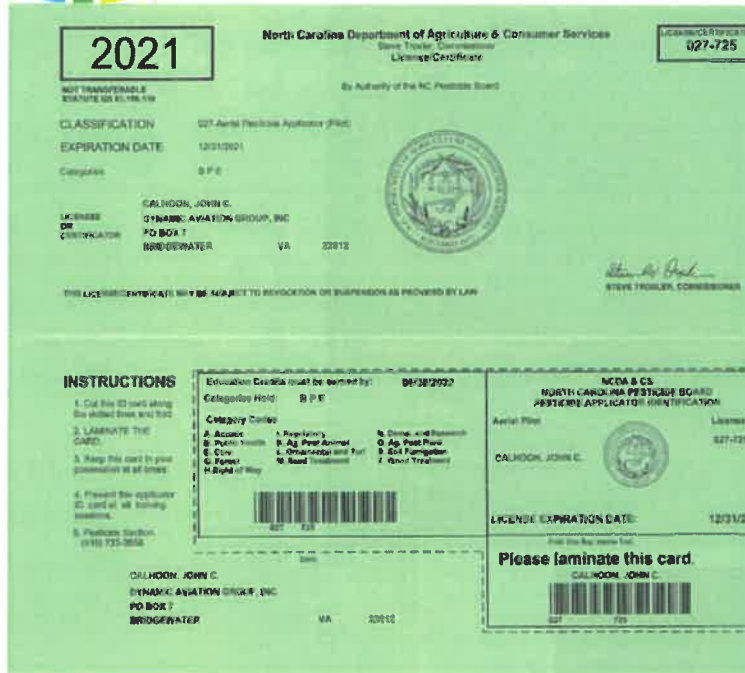 2021
North Carolina Department of Agriculture & Consumer Services
Steve Troxler, Commissioner
License/Certificate
027-725
NOT TRANSFERABLE
By Authority of the NC Pesticide Board
CLASSIFICATION 027-Aerial Pesticide Applicator (Pilot)
EXPIRATION DATE 12/31/2021
Categories B P E
LICENSEE
OR
CALHOON, JOHN C.
DYNAMIC AVIATION GROUP, INC
PO BOX 7
BRIDGEWATER VA 22812
THIS LICENSE/CERTIFICATE MAY BE SUBJECT TO REVOCATION OR SUSPENSION AS PROVIDED BY LAW
STEVE TROXLER, COMMISSIONER
INSTRUCTIONS
1. Cut this ID card along
the dotted lines and fold
2. LAMINATE THE
CARD.
3. Keep this card in your
possession at all times
4. Present this applicator
ID card at all training
sessions.
5. Pesticide Section
Education Credits must be earned by: 06/30/2022
Categories Held: B P E
Category Codes
A. Aquatic I. Regulatory N. Demo. and Research
B. Public Health K. Ag. Pest Animal O. Ag. Pest Plant
L. Ornamental and Turf
G. Forest M. Seed Treatment
H. Right of Way
027 725
NCDA & CS
NORTH CAROLINA PESTICIDE BOARD
PESTICIDE APPLICATOR IDENTIFICATION
Aerial Pilot
CALHOON, JOHN C.
LICENSE EXPIRATION DATE:
Please laminate this card.
CALHOON, JOHN C.
027 725
CALHOON, JOHN C.
DYNAMIC AVIATION GROUP, INC
PO BOX 7
BRIDGEWATER VA 22812